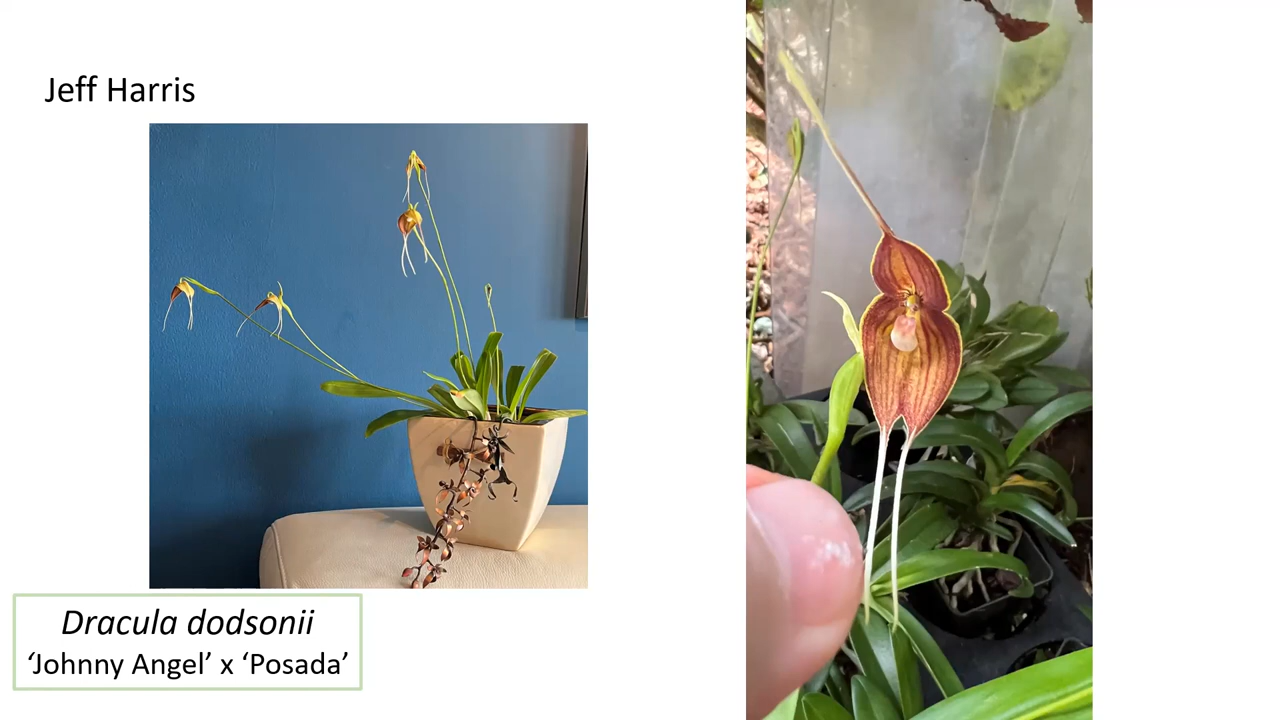 Jeff Harris
Dracula dodsonii
‘Johnny Angel’ x ‘Posada’